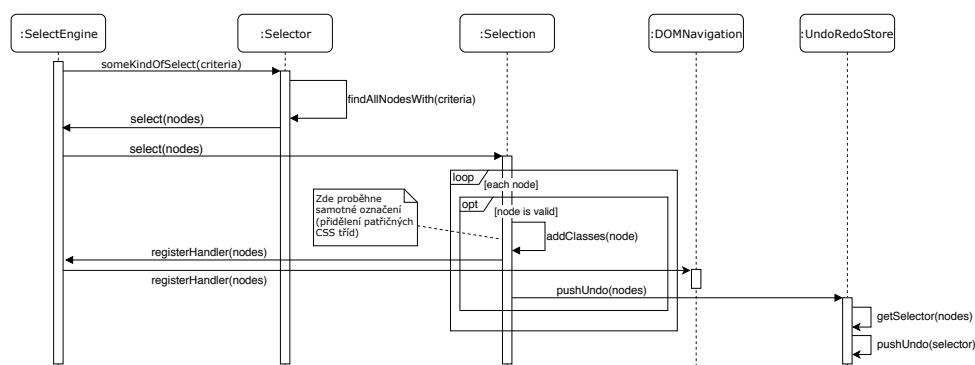 :SelectEngine
:Selector
:Selection
:DOMNavigation
:UndoRedoStore
someKindOfSelect(criteria)
findAllNodesWith(criteria)
select(nodes)
select(nodes)
loop
[each node]
opt
[node is valid]
Zde proběhne
samotné označení
(přidělení patřičných
CSS tříd)
addClasses(node)
registerHandler(nodes)
registerHandler(nodes)
pushUndo(nodes)
getSelector(nodes)
pushUndo(selector)